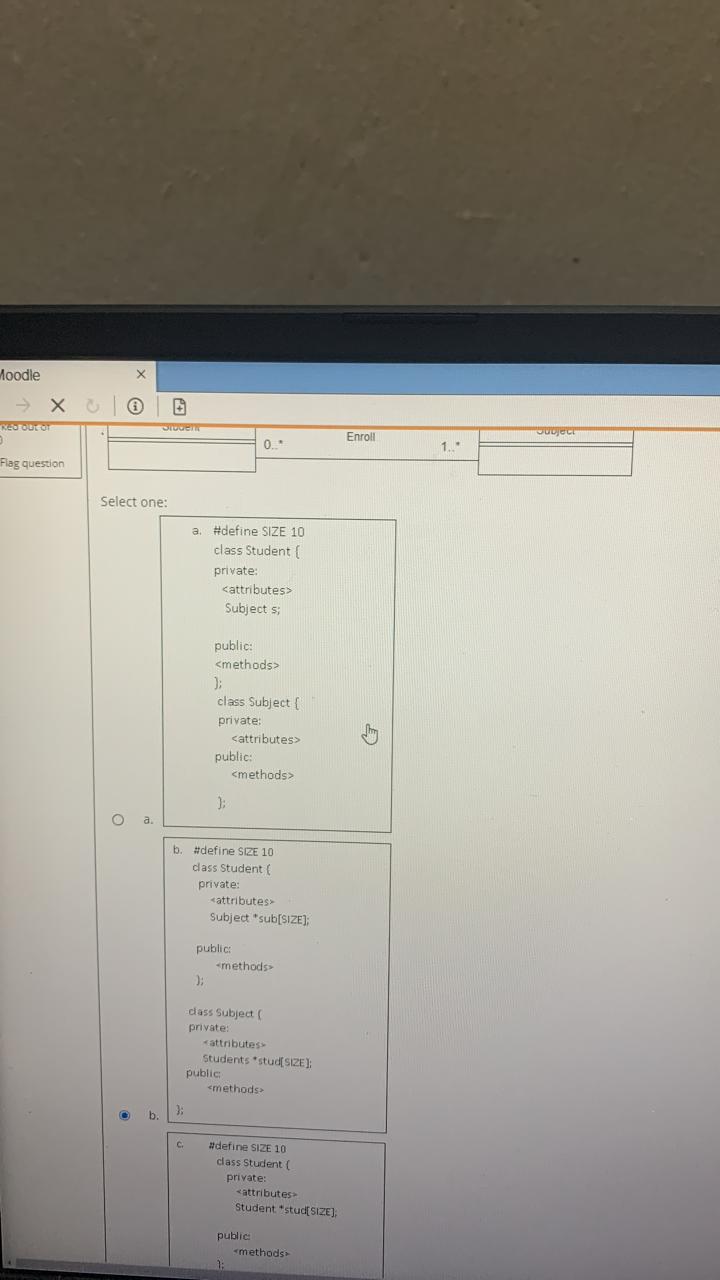 Moodle
ked out of
Flag question
Student
0..*
Enroll
1..*
Subject
Select one:
a. #define SIZE 10
class Student {
private:
<attributes>
Subject s;
public:
<methods>
};
class Subject {
private:
<attributes>
public:
<methods>
};
a.
b. #define SIZE 10
class Student {
private:
<attributes>
Subject *sub[SIZE];
public:
<methods>
};
class Subject {
private:
<attributes>
Students *stud[SIZE];
public:
<methods>
};
b.
c. #define SIZE 10
class Student {
private:
<attributes>
Student *stud[SIZE];
public:
<methods>
};